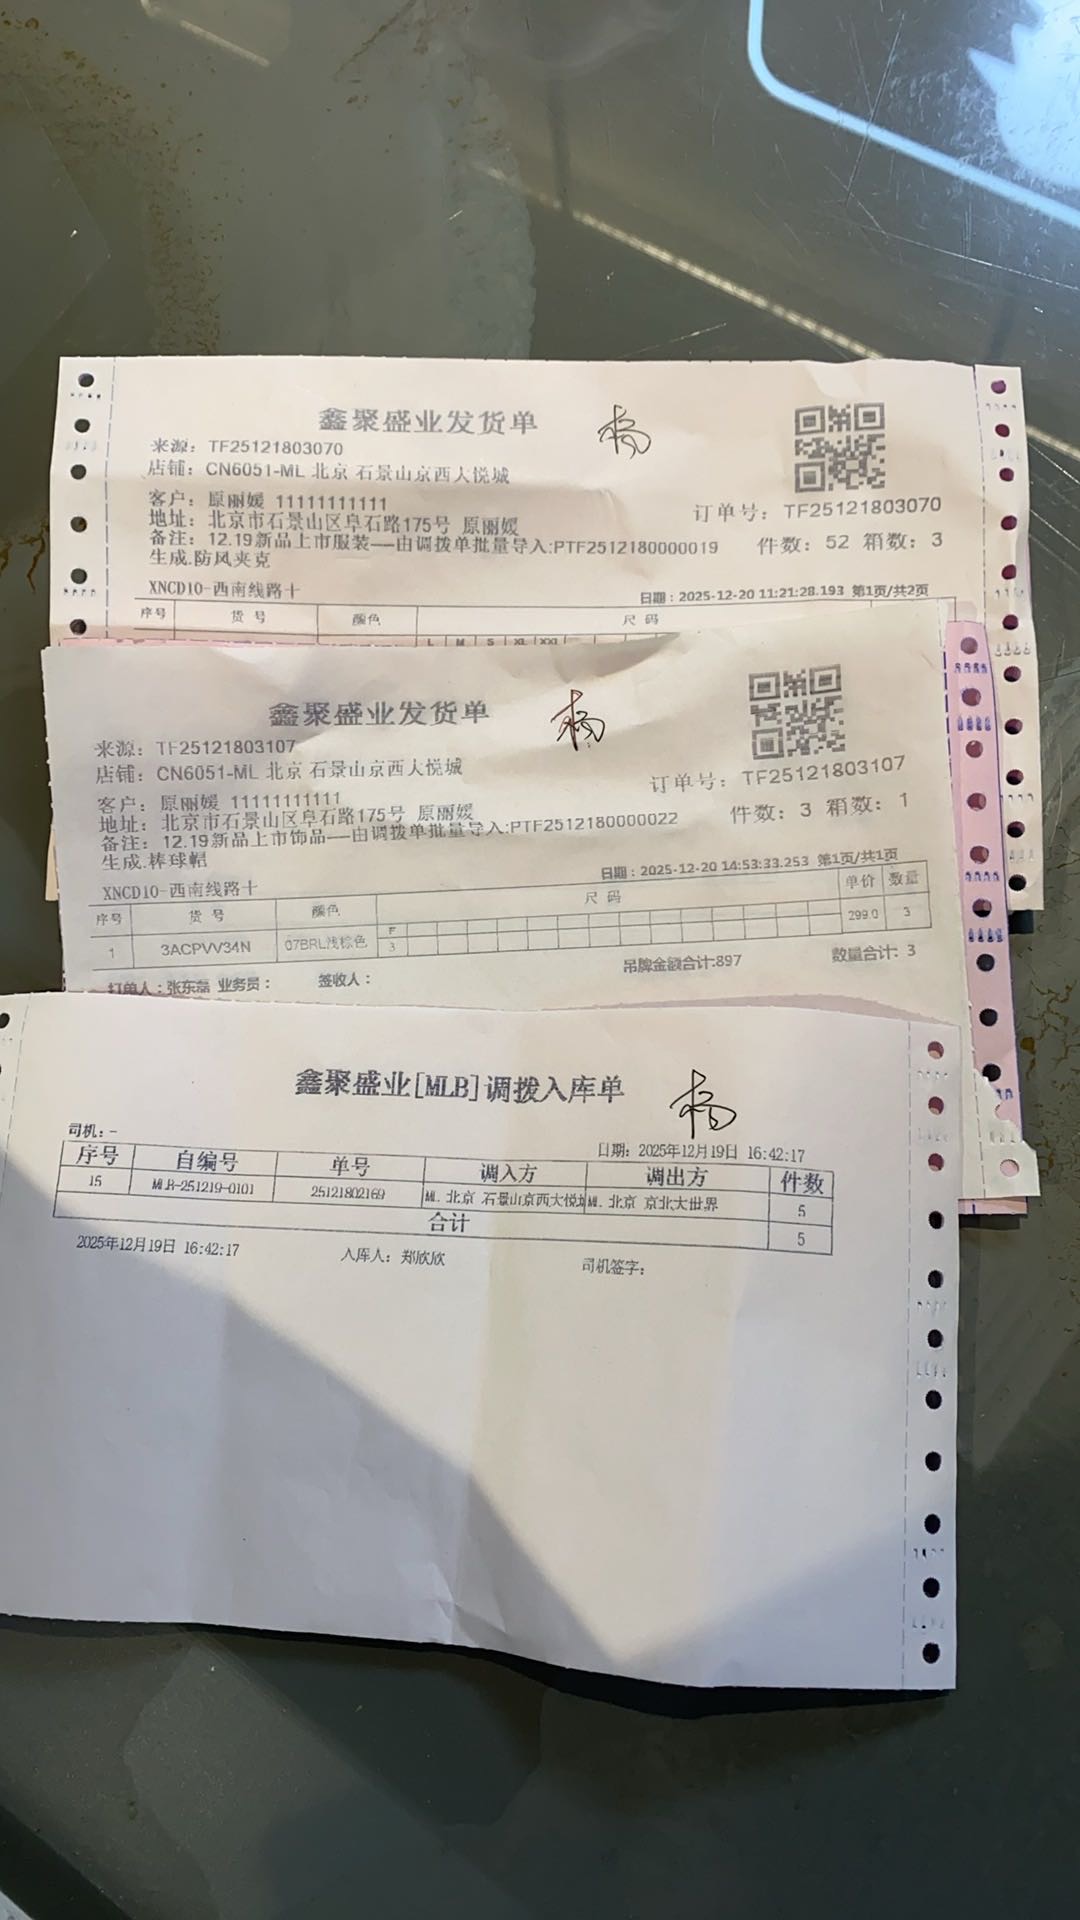 鑫聚盛业发货单
杨
来源：TF25121803070
店铺：CN6051-ML 北京 石景山京西大悦城
客户：原丽媛 11111111111
订单号：TF25121803070
地址：北京市石景山区阜石路175号 原丽媛
备注：12.19新品上市服装——由调拨单批量导入:PTF2512180000019 件数：52 箱数：3
生成.防风夹克
XNCD10-西南线路十
日期：2025-12-20 11:21:28.193 第1页/共2页
序号 货号 颜色 尺码
L M S XL XXL
鑫聚盛业发货单
杨
来源：TF25121803107
店铺：CN6051-ML 北京 石景山京西大悦城
订单号：TF25121803107
客户：原丽媛 11111111111
地址：北京市石景山区阜石路175号 原丽媛
备注：12.19新品上市饰品——由调拨单批量导入:PTF2512180000022 件数：3 箱数：1
生成.棒球帽
XNCD10-西南线路十
日期：2025-12-20 14:53:33.253 第1页/共1页
序号 货号 颜色 尺码 单价 数量
F
1 3ACPVV34N 07BRL浅棕色 3 299.0 3
吊牌金额合计:897 数量合计：3
打单人：张东磊 业务员： 签收人：
鑫聚盛业[MLB]调拨入库单
杨
司机：-
日期：2025年12月19日 16:42:17
序号 自编号 单号 调入方 调出方 件数
15 MLB-251219-0101 25121802169 ML. 北京 石景山京西大悦城 ML. 北京 京北大世界 5
合计 5
2025年12月19日 16:42:17 入库人：郑欣欣 司机签字：